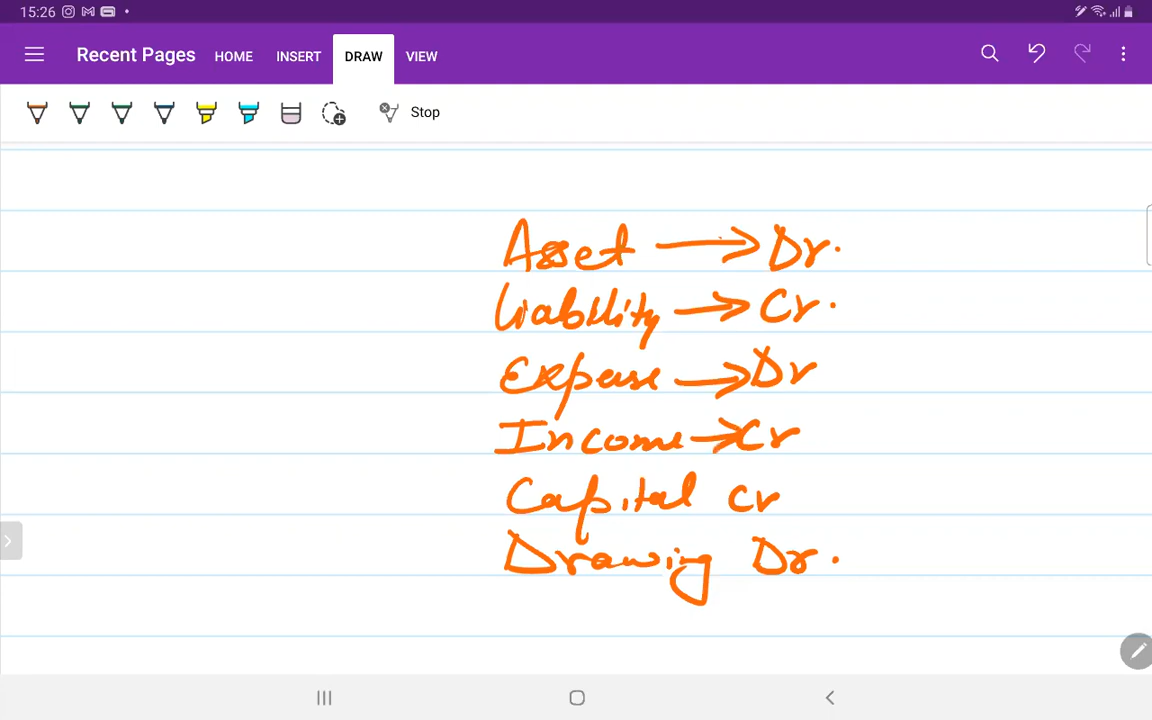 15:26
Recent Pages HOME INSERT DRAW VIEW
Stop
Asset → Dr.
Liability → Cr.
Expense → Dr
Income → Cr
Capital Cr
Drawing Dr.